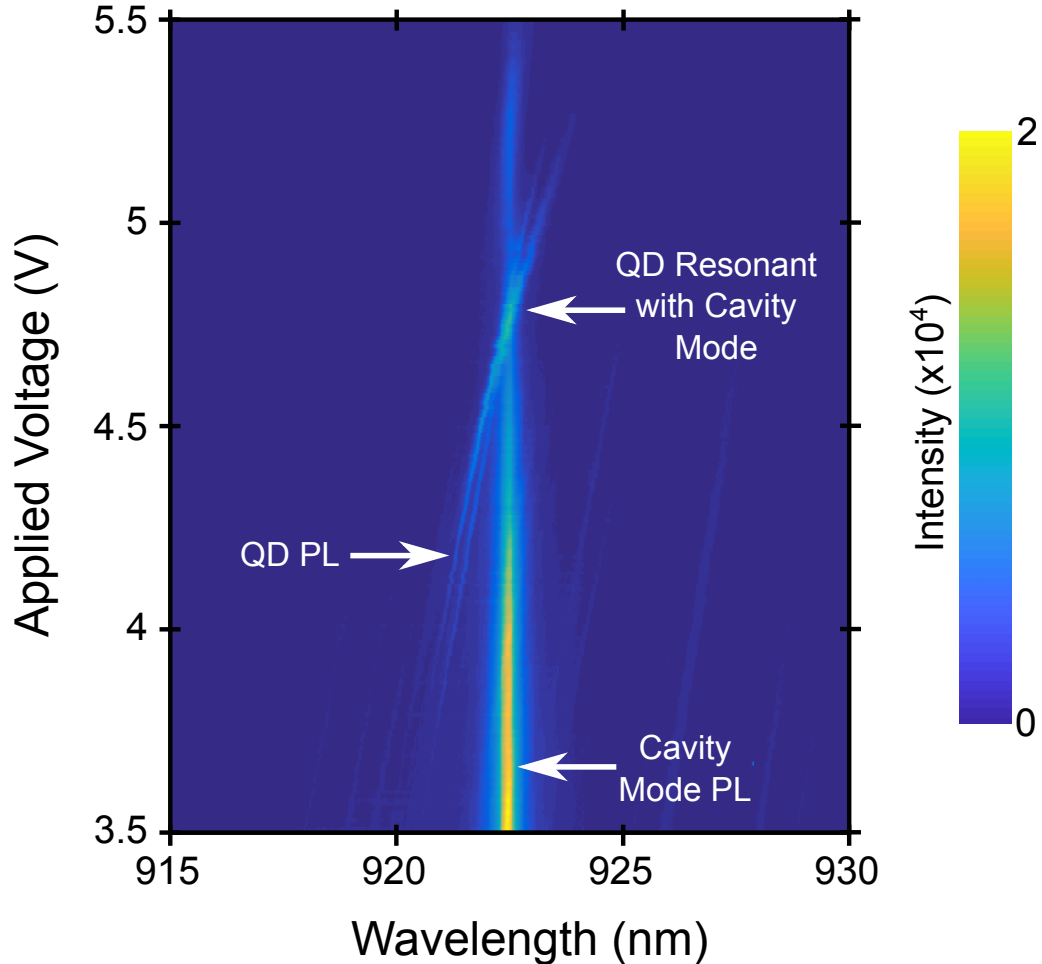 5.5
5
4.5
4
3.5
Applied Voltage (V)
QD Resonant
with Cavity
Mode
QD PL
Cavity
Mode PL
915
920
925
930
Wavelength (nm)
2
0
Intensity (x10⁴)